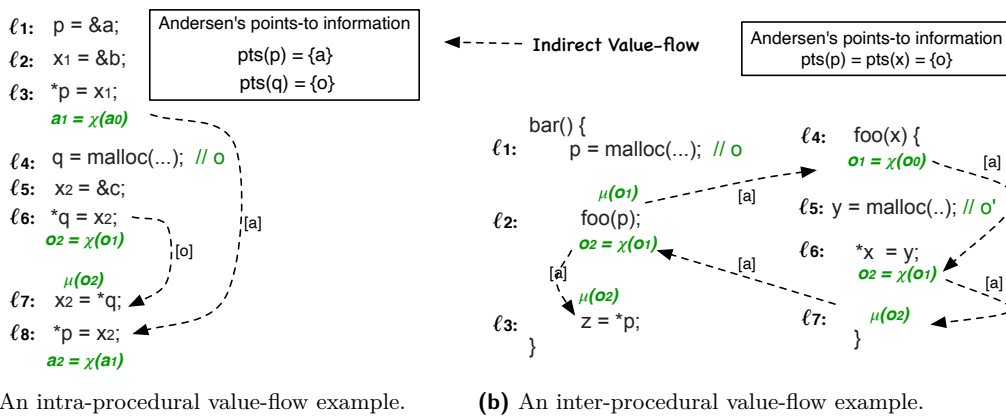 ℓ1: p = &a;
ℓ2: x1 = &b;
ℓ3: *p = x1;
a1 = χ(a0)
ℓ4: q = malloc(...); // o
ℓ5: x2 = &c;
ℓ6: *q = x2;
o2 = χ(o1)
μ(o2)
ℓ7: x2 = *q;
ℓ8: *p = x2;
a2 = χ(a1)
[o]
[a]
Andersen's points-to information
pts(p) = {a}
pts(q) = {o}
An intra-procedural value-flow example.
Indirect Value-flow
Andersen's points-to information
pts(p) = pts(x) = {o}
bar() {
ℓ1: p = malloc(...); // o
μ(o1)
ℓ2: foo(p);
o2 = χ(o1)
[a]
μ(o2)
ℓ3: z = *p;
}
[a]
[a]
ℓ4: foo(x) {
o1 = χ(o0)
[a]
ℓ5: y = malloc(..); // o'
ℓ6: *x = y;
o2 = χ(o1)
[a]
ℓ7: μ(o2)
}
(b) An inter-procedural value-flow example.